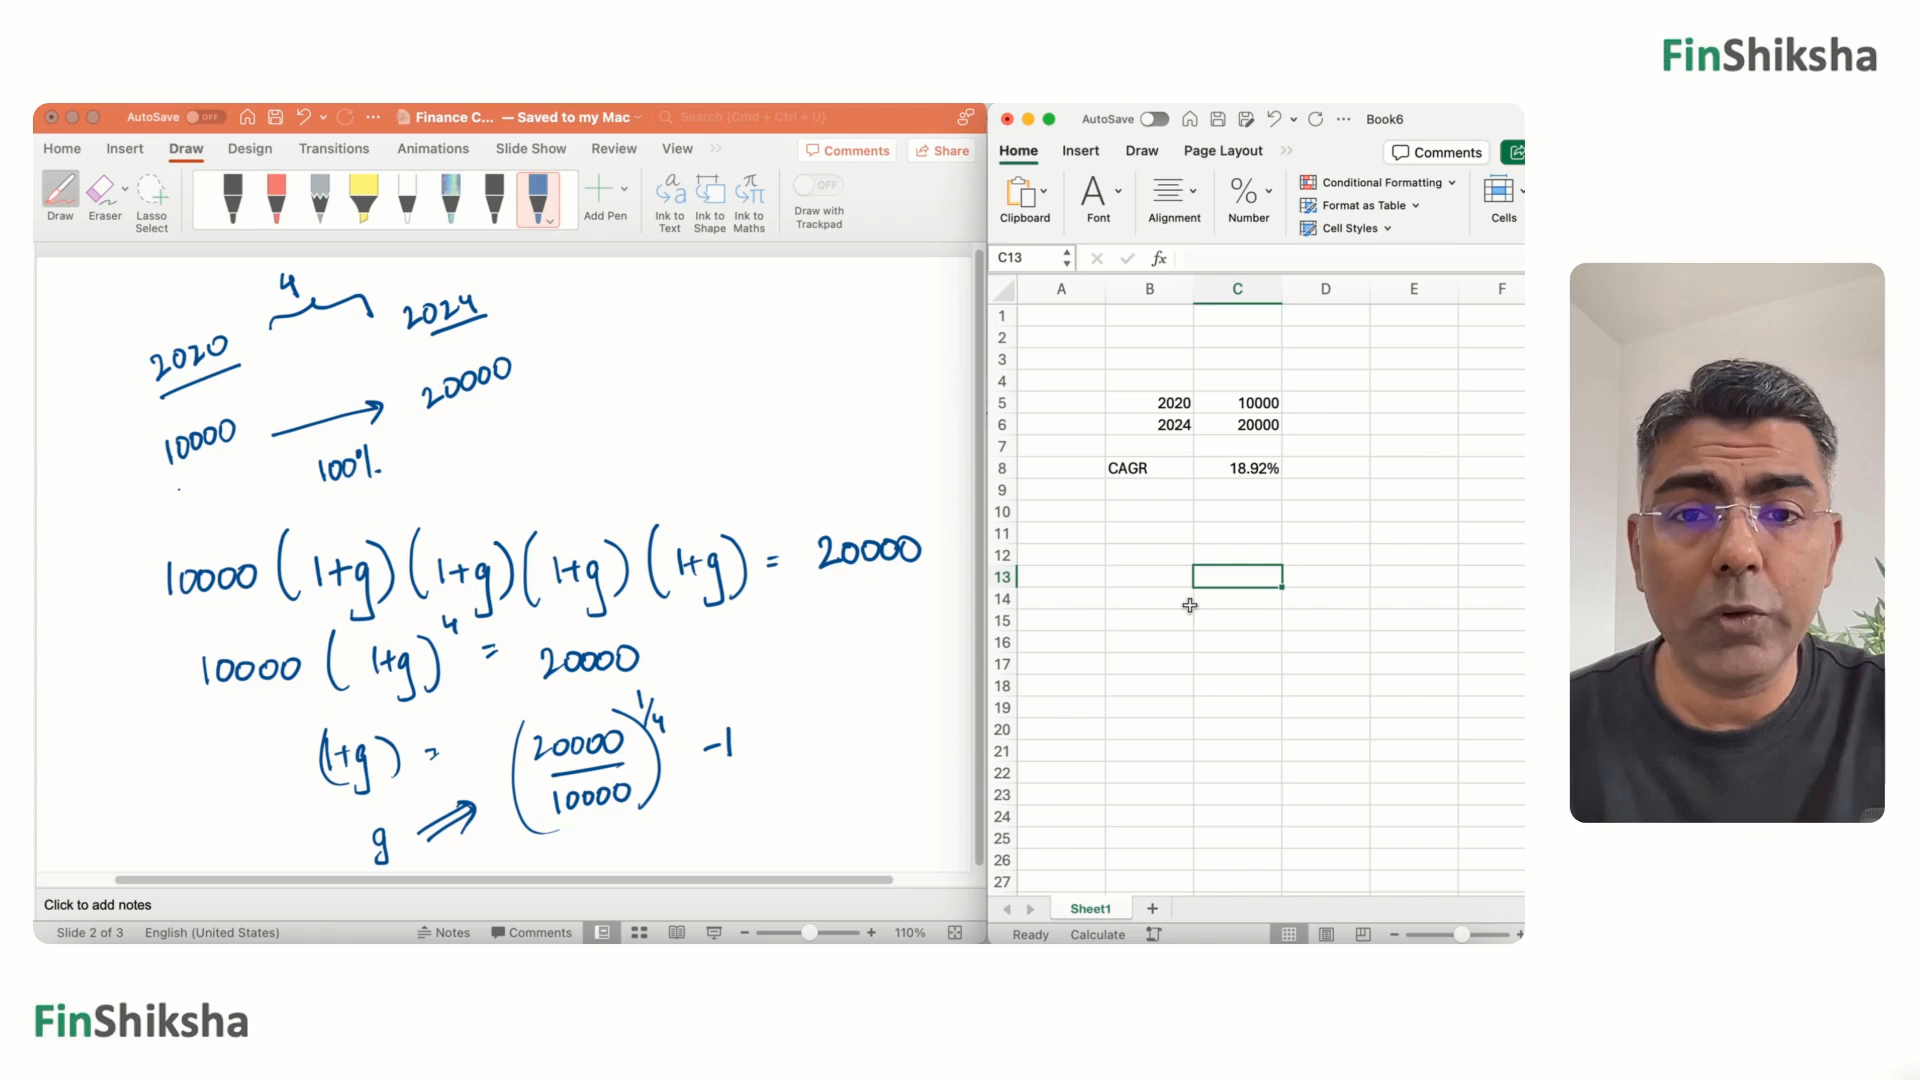 FinShiksha
AutoSave OFF ... Finance C... — Saved to my Mac Search (Cmd + Ctrl + U)
Home Insert Draw Design Transitions Animations Slide Show Review View >> Comments Share
Draw Eraser Lasso Select Add Pen Ink to Text Ink to Shape Ink to Maths OFF Draw with Trackpad
4
2020 2024
10000 20000
100%
10000 (1+g) (1+g) (1+g) (1+g) = 20000
10000 (1+g)^4 = 20000
(1+g) = (20000/10000)^1/4 -1
g ⇒
Click to add notes
Slide 2 of 3 English (United States) Notes Comments 110%
AutoSave ... Book6
Home Insert Draw Page Layout >> Comments
Clipboard Font Alignment % Number Conditional Formatting Format as Table Cell Styles Cells
C13 fx
A B C D E F
1
2
3
4
5 2020 10000
6 2024 20000
7
8 CAGR 18.92%
9
10
11
12
13
14
15
16
17
18
19
20
21
22
23
24
25
26
27
Sheet1 +
Ready Calculate
FinShiksha